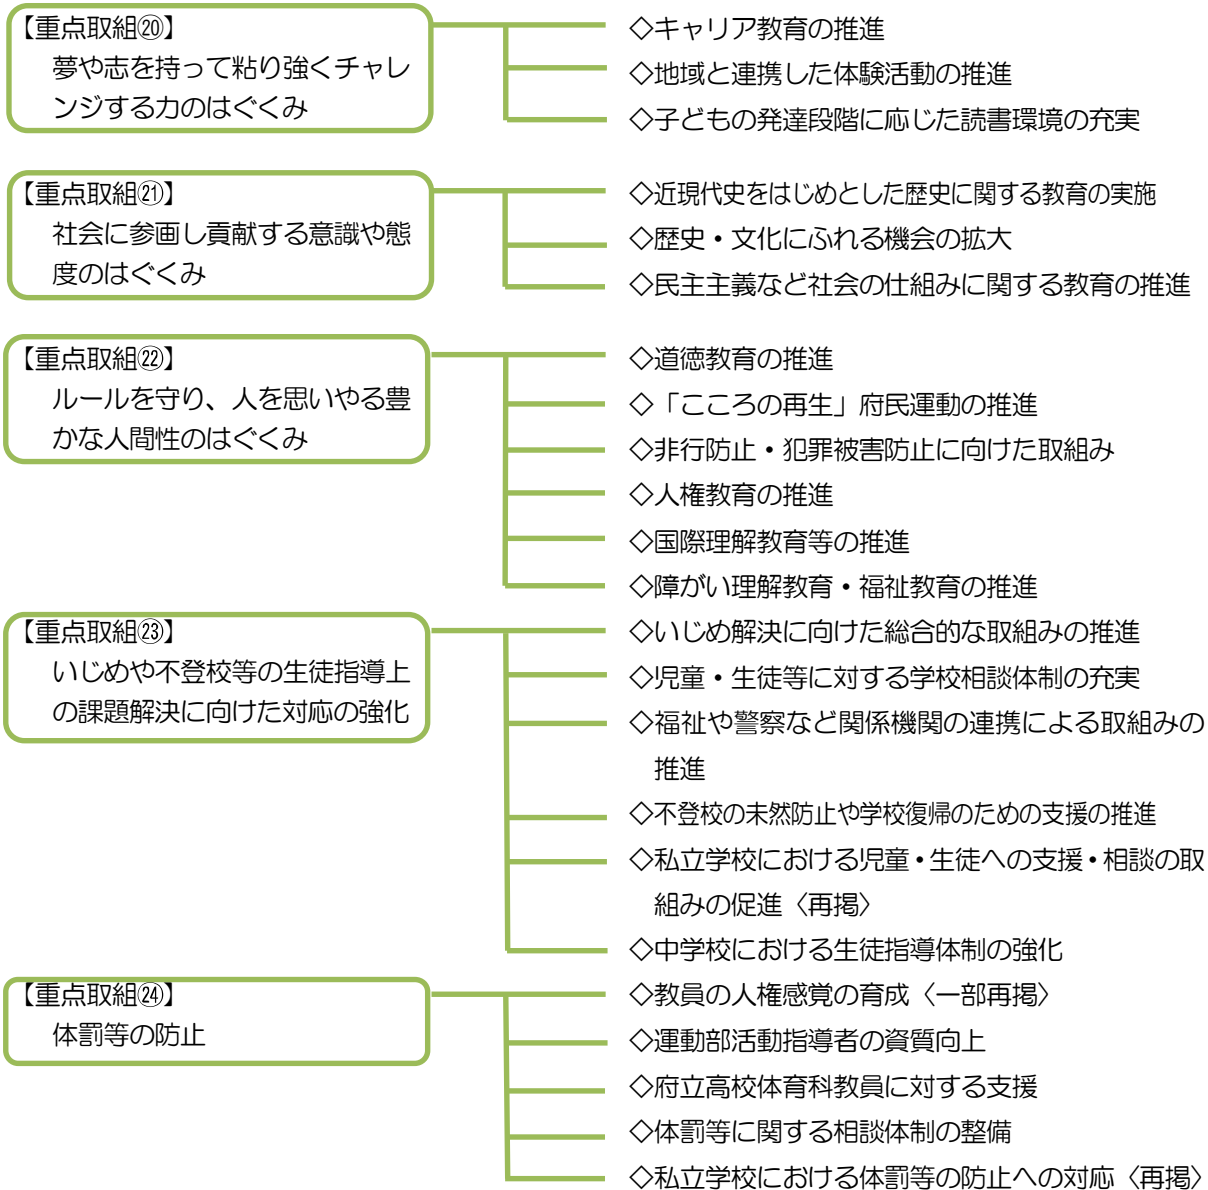 【重点取組⑳】
夢や志を持って粘り強くチャレ
ンジする力のはぐくみ
◇キャリア教育の推進
◇地域と連携した体験活動の推進
◇子どもの発達段階に応じた読書環境の充実
【重点取組㉑】
社会に参画し貢献する意識や態
度のはぐくみ
◇近現代史をはじめとした歴史に関する教育の実施
◇歴史・文化にふれる機会の拡大
◇民主主義など社会の仕組みに関する教育の推進
【重点取組㉒】
ルールを守り、人を思いやる豊
かな人間性のはぐくみ
◇道徳教育の推進
◇「こころの再生」府民運動の推進
◇非行防止・犯罪被害防止に向けた取組み
◇人権教育の推進
◇国際理解教育等の推進
◇障がい理解教育・福祉教育の推進
【重点取組㉓】
いじめや不登校等の生徒指導上
の課題解決に向けた対応の強化
◇いじめ解決に向けた総合的な取組みの推進
◇児童・生徒等に対する学校相談体制の充実
◇福祉や警察など関係機関の連携による取組みの
推進
◇不登校の未然防止や学校復帰のための支援の推進
◇私立学校における児童・生徒への支援・相談の取
組みの促進〈再掲〉
◇中学校における生徒指導体制の強化
【重点取組㉔】
体罰等の防止
◇教員の人権感覚の育成〈一部再掲〉
◇運動部活動指導者の資質向上
◇府立高校体育科教員に対する支援
◇体罰等に関する相談体制の整備
◇私立学校における体罰等の防止への対応〈再掲〉